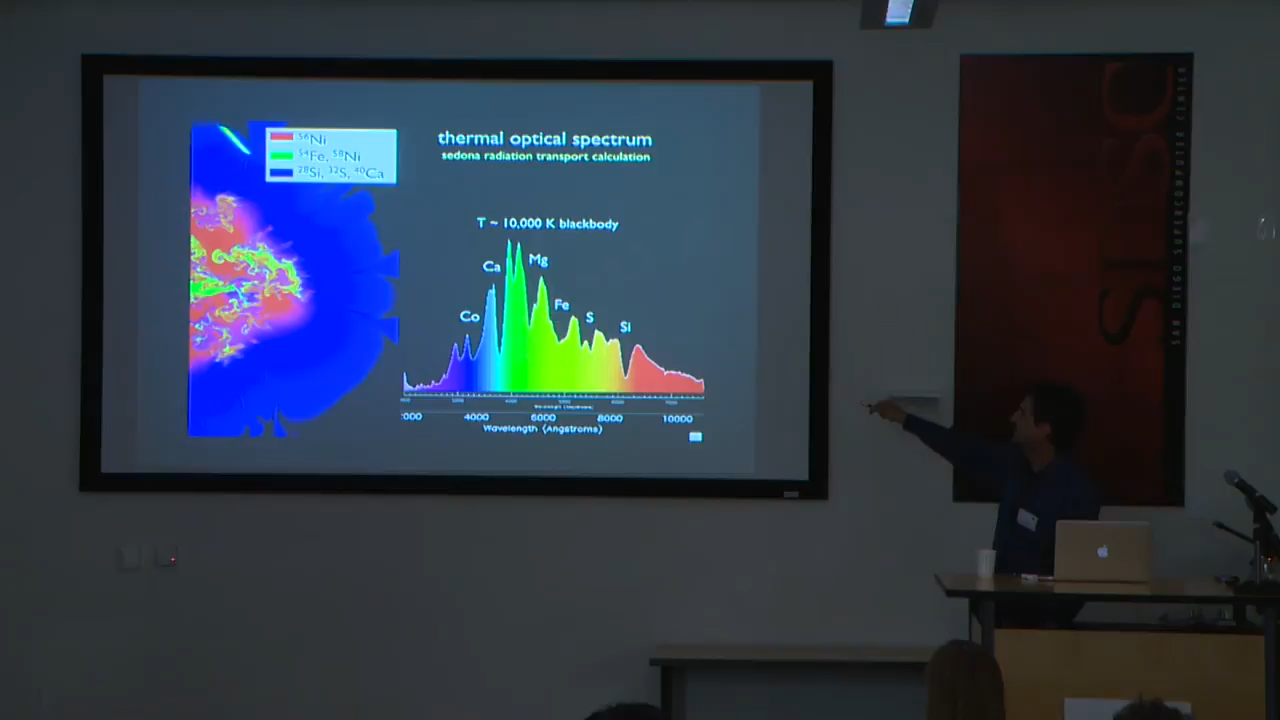 ⁵⁶Ni
⁵⁴Fe, ⁵⁸Ni
²⁸Si, ³²S, ⁴⁰Ca
thermal optical spectrum
sedona radiation transport calculation
T ~ 10,000 K blackbody
Ca
Mg
Fe
Co
S
Si
4000 6000 8000 10000
Wavelength (Angstroms)
SDSC
SAN DIEGO SUPERCOMPUTER CENTER